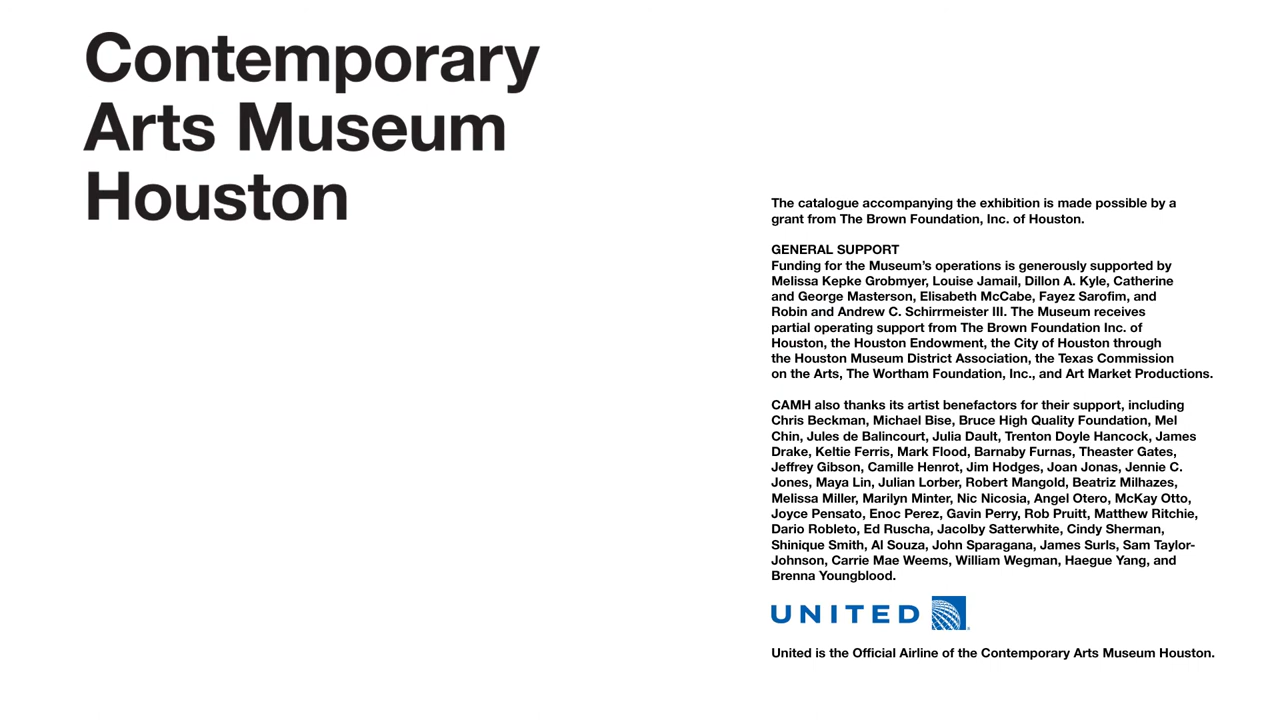 Contemporary
Arts Museum
Houston
The catalogue accompanying the exhibition is made possible by a
grant from The Brown Foundation, Inc. of Houston.
GENERAL SUPPORT
Funding for the Museum’s operations is generously supported by
Melissa Kepke Grobmyer, Louise Jamail, Dillon A. Kyle, Catherine
and George Masterson, Elisabeth McCabe, Fayez Sarofim, and
Robin and Andrew C. Schirrmeister III. The Museum receives
partial operating support from The Brown Foundation Inc. of
Houston, the Houston Endowment, the City of Houston through
the Houston Museum District Association, the Texas Commission
on the Arts, The Wortham Foundation, Inc., and Art Market Productions.
CAMH also thanks its artist benefactors for their support, including
Chris Beckman, Michael Bise, Bruce High Quality Foundation, Mel
Chin, Jules de Balincourt, Julia Dault, Trenton Doyle Hancock, James
Drake, Keltie Ferris, Mark Flood, Barnaby Furnas, Theaster Gates,
Jeffrey Gibson, Camille Henrot, Jim Hodges, Joan Jonas, Jennie C.
Jones, Maya Lin, Julian Lorber, Robert Mangold, Beatriz Milhazes,
Melissa Miller, Marilyn Minter, Nic Nicosia, Angel Otero, McKay Otto,
Joyce Pensato, Enoc Perez, Gavin Perry, Rob Pruitt, Matthew Ritchie,
Dario Robleto, Ed Ruscha, Jacolby Satterwhite, Cindy Sherman,
Shinique Smith, Al Souza, John Sparagana, James Surls, Sam Taylor-
Johnson, Carrie Mae Weems, William Wegman, Haegue Yang, and
Brenna Youngblood.
UNITED
United is the Official Airline of the Contemporary Arts Museum Houston.